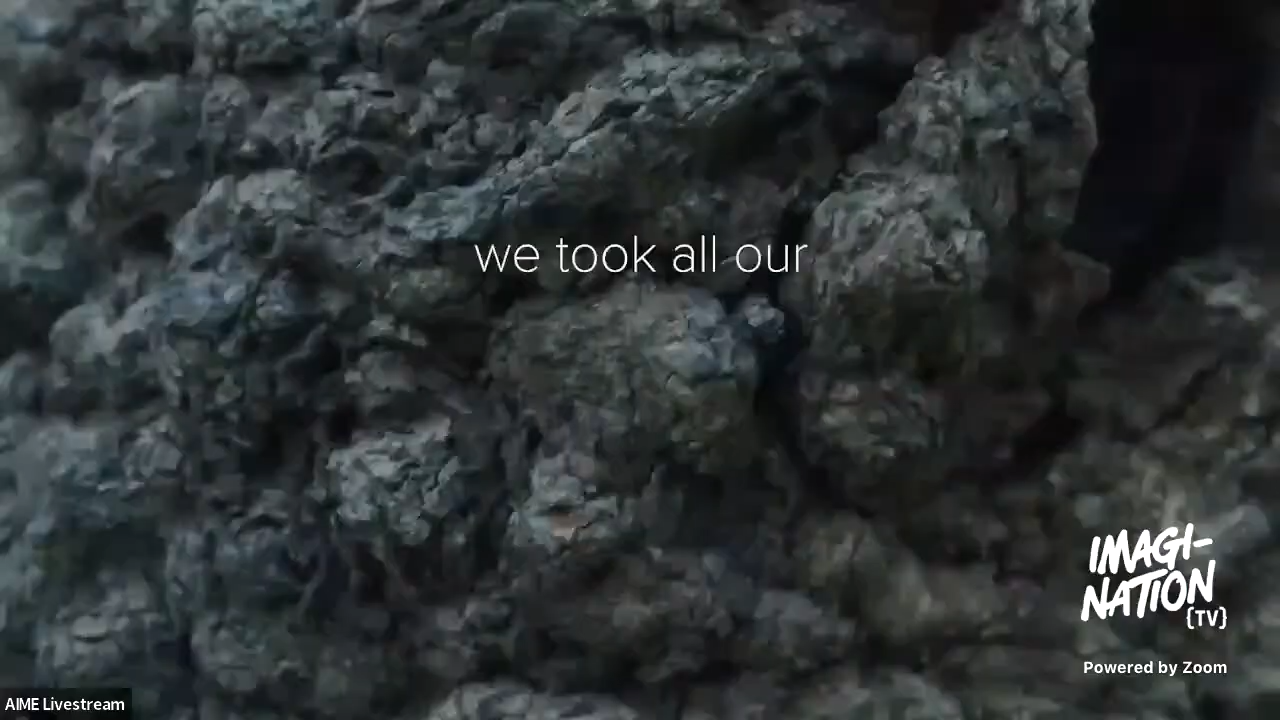 we took all our
IMAGI-
NATION
{TV}
Powered by Zoom
AIME Livestream